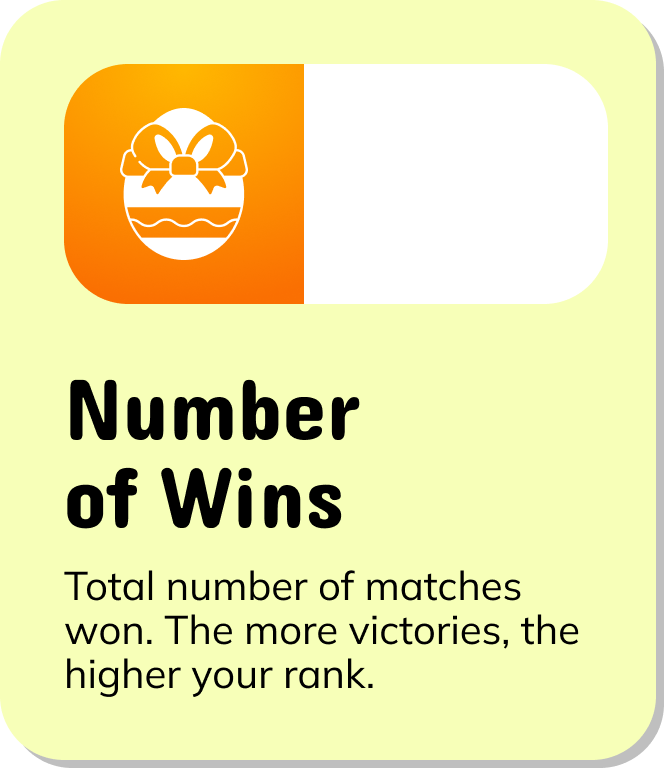 Number
of Wins
Total number of matches
won. The more victories, the
higher your rank.